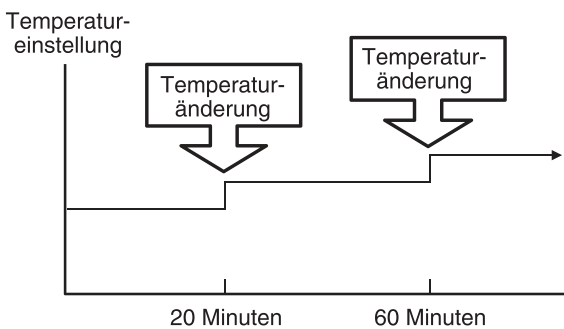 Temperatur-
einstellung
Temperatur-
änderung
Temperatur-
änderung
20 Minuten
60 Minuten